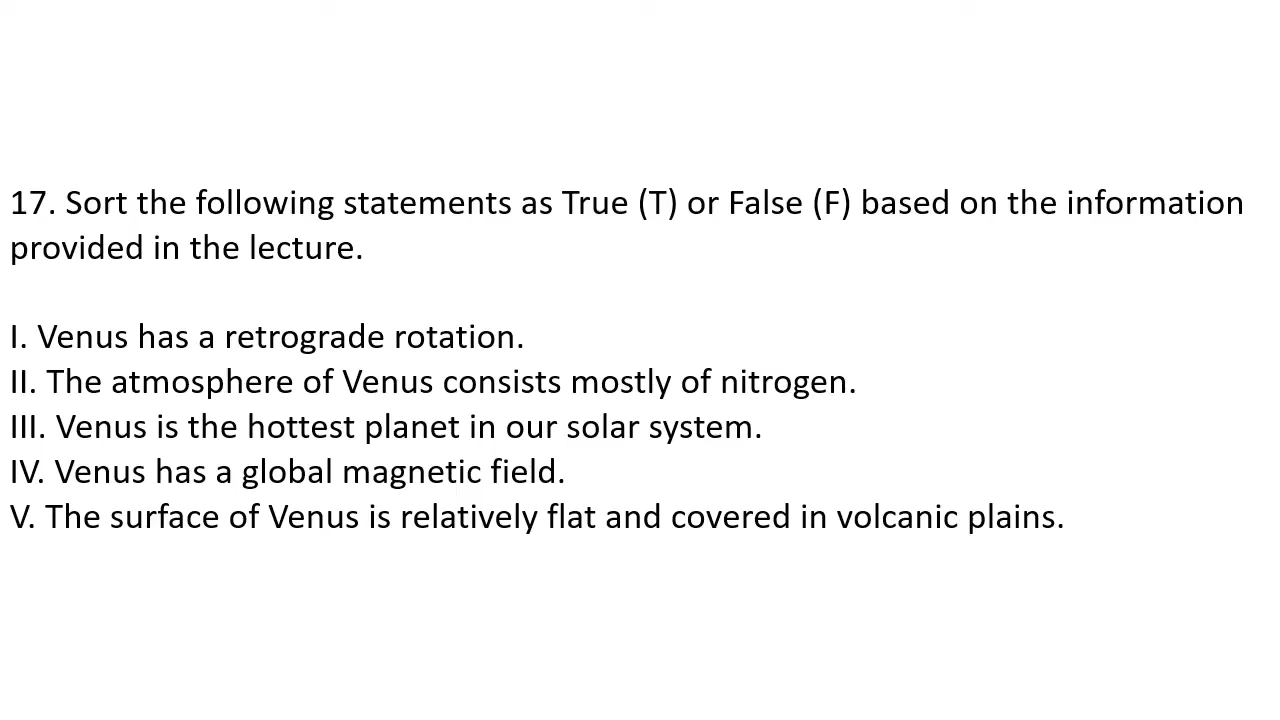 17. Sort the following statements as True (T) or False (F) based on the information
provided in the lecture.
I. Venus has a retrograde rotation.
II. The atmosphere of Venus consists mostly of nitrogen.
III. Venus is the hottest planet in our solar system.
IV. Venus has a global magnetic field.
V. The surface of Venus is relatively flat and covered in volcanic plains.